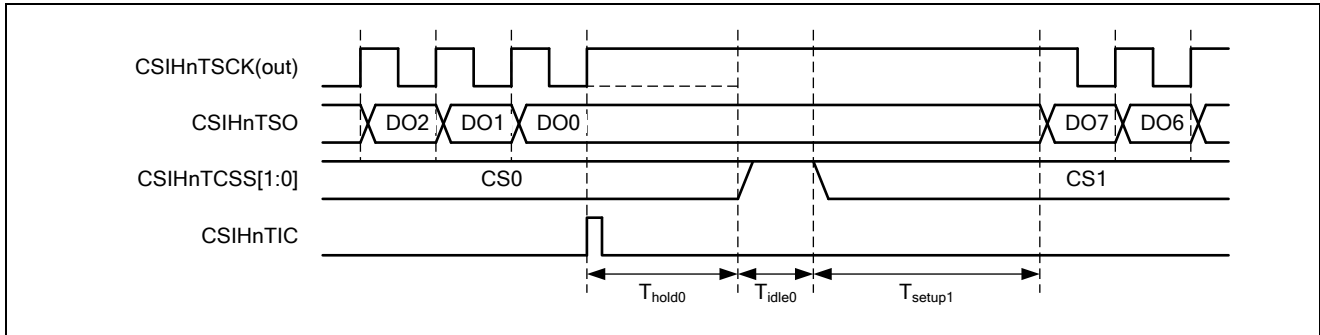 CSIHnTSCK(out)
CSIHnTSO DO2 DO1 DO0 DO7 DO6
CSIHnTCSS[1:0] CS0 CS1
CSIHnTIC
Thold0 Tidle0 Tsetup1